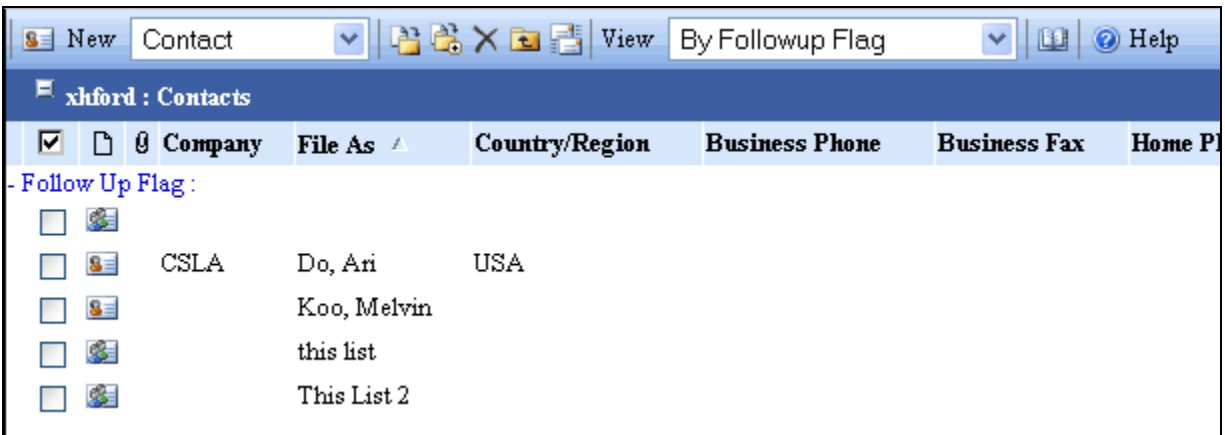 New Contact View By Followup Flag Help
xhford : Contacts
Company File As Country/Region Business Phone Business Fax Home
- Follow Up Flag :
CSLA Do, Ari USA
Koo, Melvin
this list
This List 2